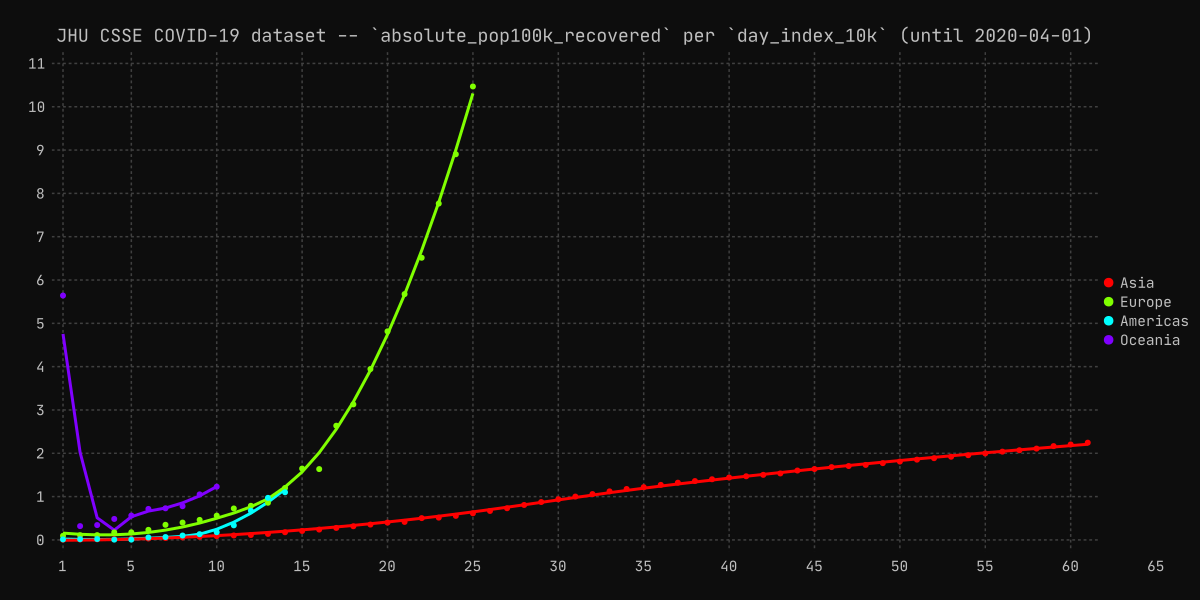 JHU CSSE COVID-19 dataset -- `absolute_pop100k_recovered` per `day_index_10k` (until 2020-04-01)
11
10
9
8
7
6
5
4
3
2
1
0
1 5 10 15 20 25 30 35 40 45 50 55 60 65
Asia
Europe
Americas
Oceania